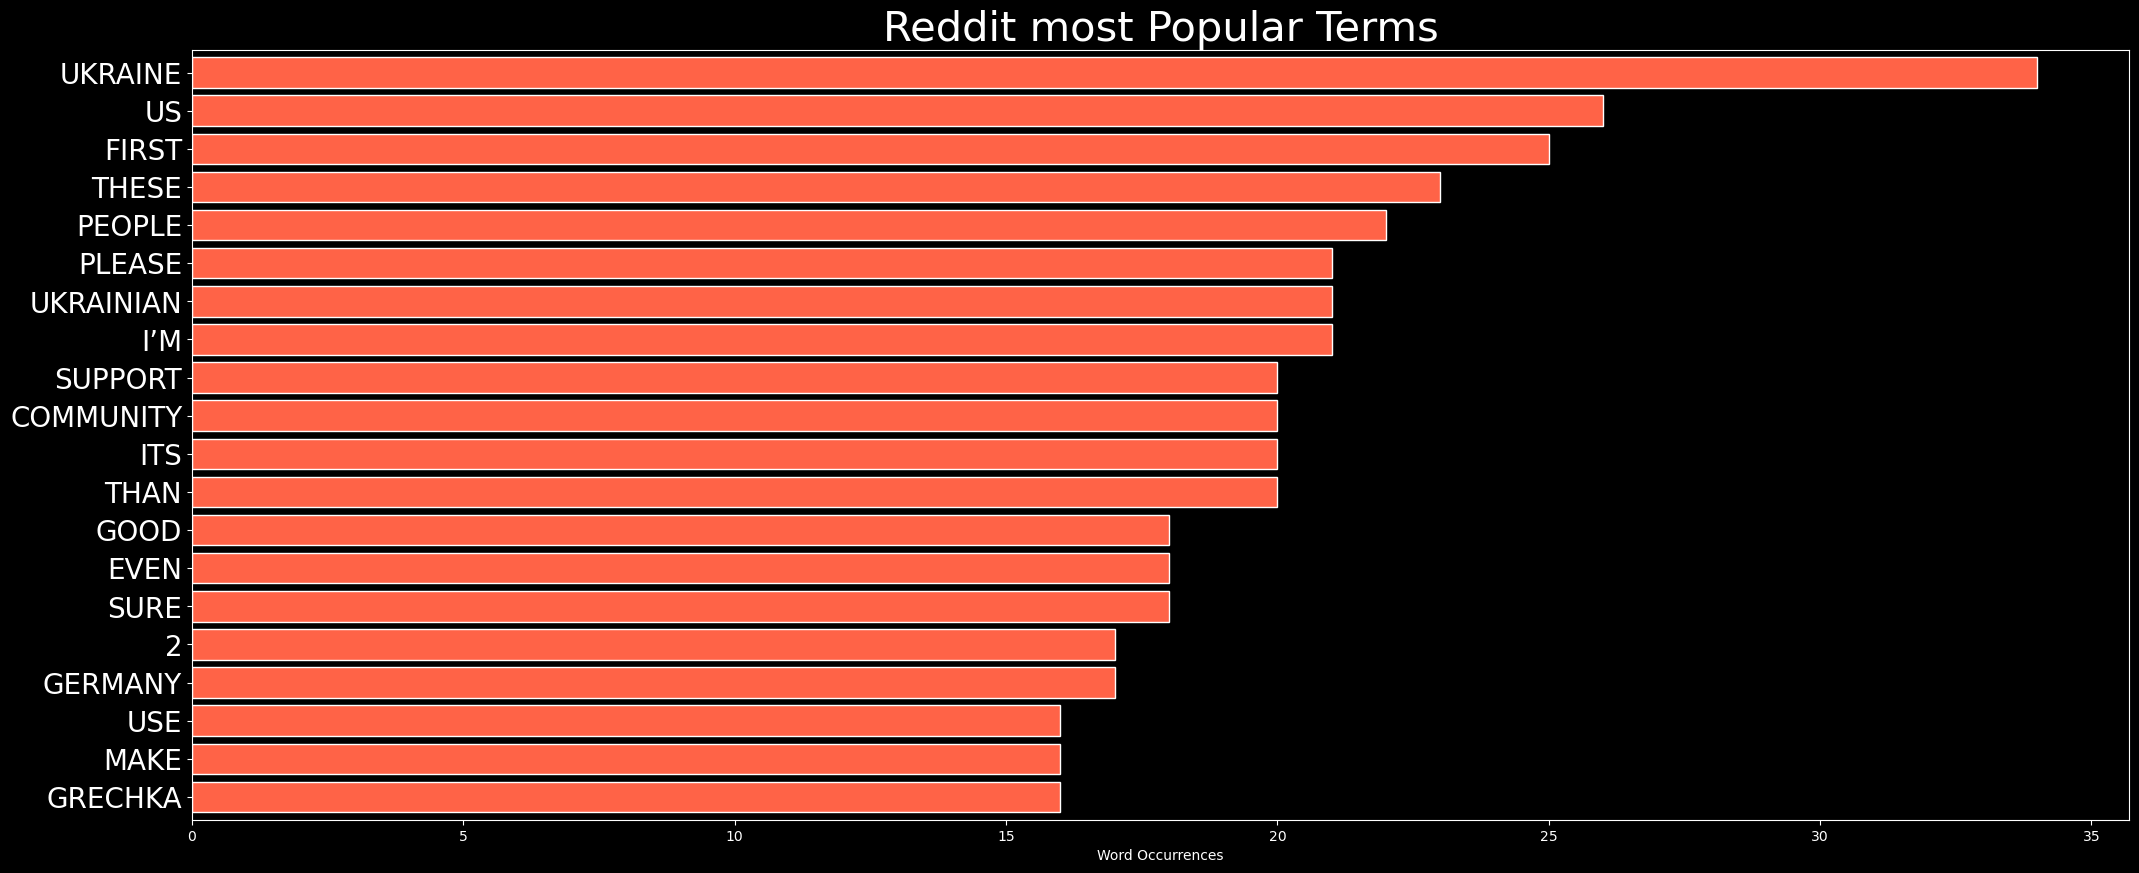 Reddit most Popular Terms
UKRAINE
US
FIRST
THESE
PEOPLE
PLEASE
UKRAINIAN
I’M
SUPPORT
COMMUNITY
ITS
THAN
GOOD
EVEN
SURE
2
GERMANY
USE
MAKE
GRECHKA
0 5 10 15 20 25 30 35
Word Occurrences